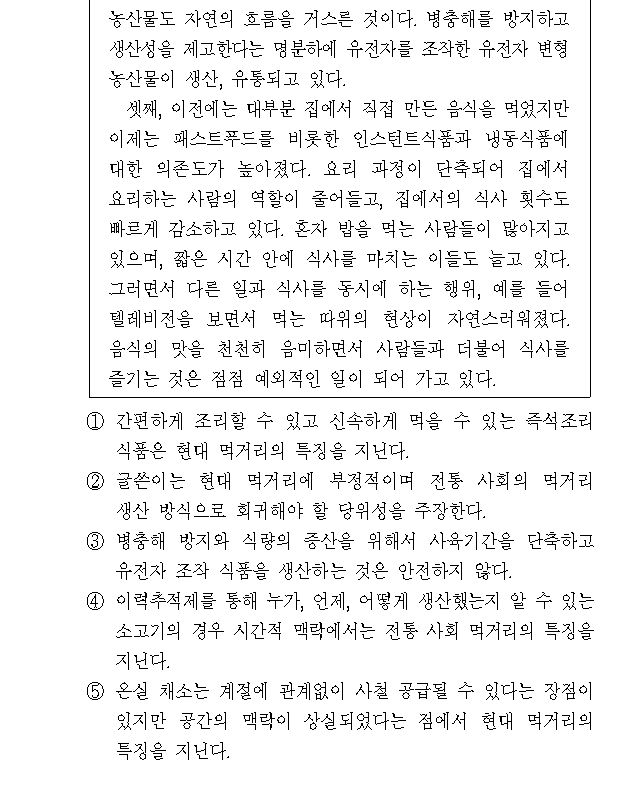 농산물도 자연의 흐름을 거스른 것이다. 병충해를 방지하고
생산성을 제고한다는 명분하에 유전자를 조작한 유전자 변형
농산물이 생산, 유통되고 있다.
셋째, 이전에는 대부분 집에서 직접 만든 음식을 먹었지만
이제는 패스트푸드를 비롯한 인스턴트식품과 냉동식품에
대한 의존도가 높아졌다. 요리 과정이 단축되어 집에서
요리하는 사람의 역할이 줄어들고, 집에서의 식사 횟수도
빠르게 감소하고 있다. 혼자 밥을 먹는 사람들이 많아지고
있으며, 짧은 시간 안에 식사를 마치는 이들도 늘고 있다.
그러면서 다른 일과 식사를 동시에 하는 행위, 예를 들어
텔레비전을 보면서 먹는 따위의 현상이 자연스러워졌다.
음식의 맛을 천천히 음미하면서 사람들과 더불어 식사를
즐기는 것은 점점 예외적인 일이 되어 가고 있다.
① 간편하게 조리할 수 있고 신속하게 먹을 수 있는 즉석조리
식품은 현대 먹거리의 특징을 지닌다.
② 글쓴이는 현대 먹거리에 부정적이며 전통 사회의 먹거리
생산 방식으로 회귀해야 할 당위성을 주장한다.
③ 병충해 방지와 식량의 증산을 위해서 사육기간을 단축하고
유전자 조작 식품을 생산하는 것은 안전하지 않다.
④ 이력추적제를 통해 누가, 언제, 어떻게 생산했는지 알 수 있는
소고기의 경우 시간적 맥락에서는 전통 사회 먹거리의 특징을
지닌다.
⑤ 온실 채소는 계절에 관계없이 사철 공급될 수 있다는 장점이
있지만 공간의 맥락이 상실되었다는 점에서 현대 먹거리의
특징을 지닌다.